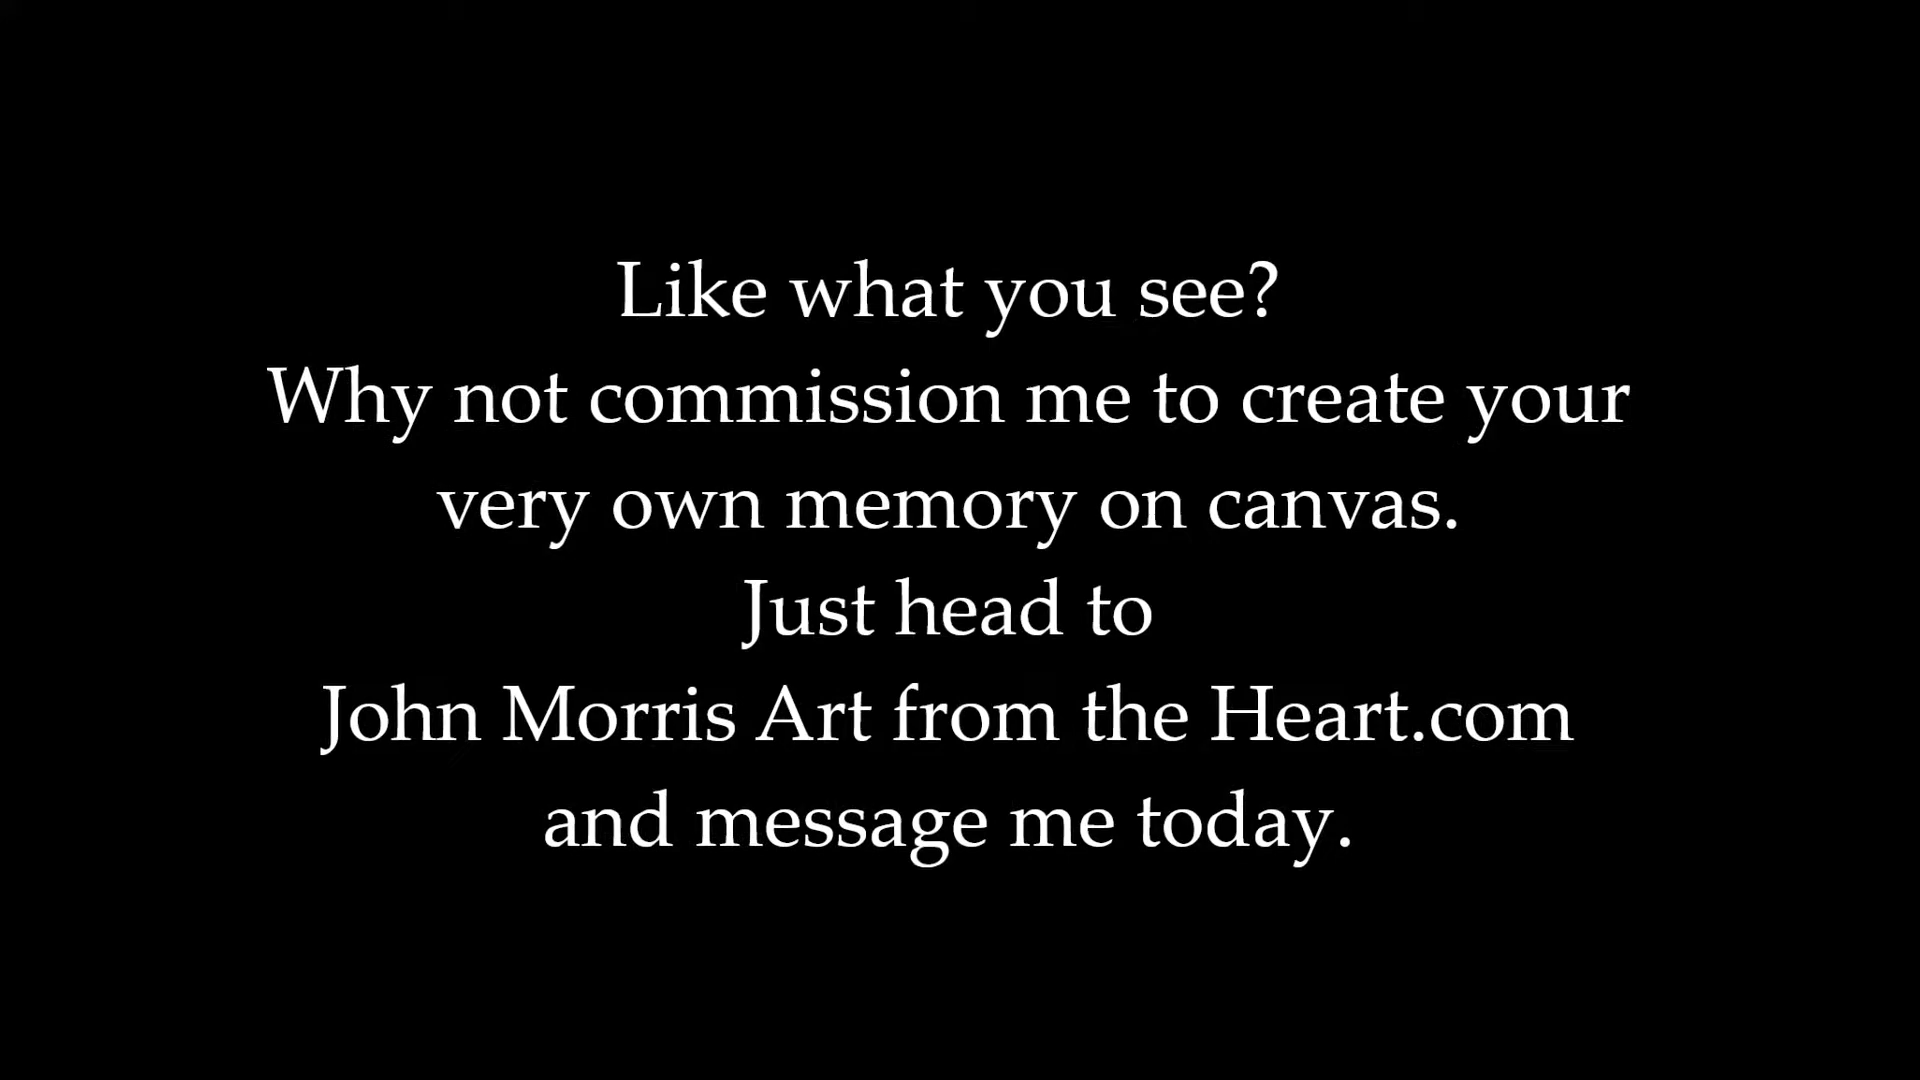 Like what you see?
Why not commission me to create your
very own memory on canvas.
Just head to
John Morris Art from the Heart.com
and message me today.